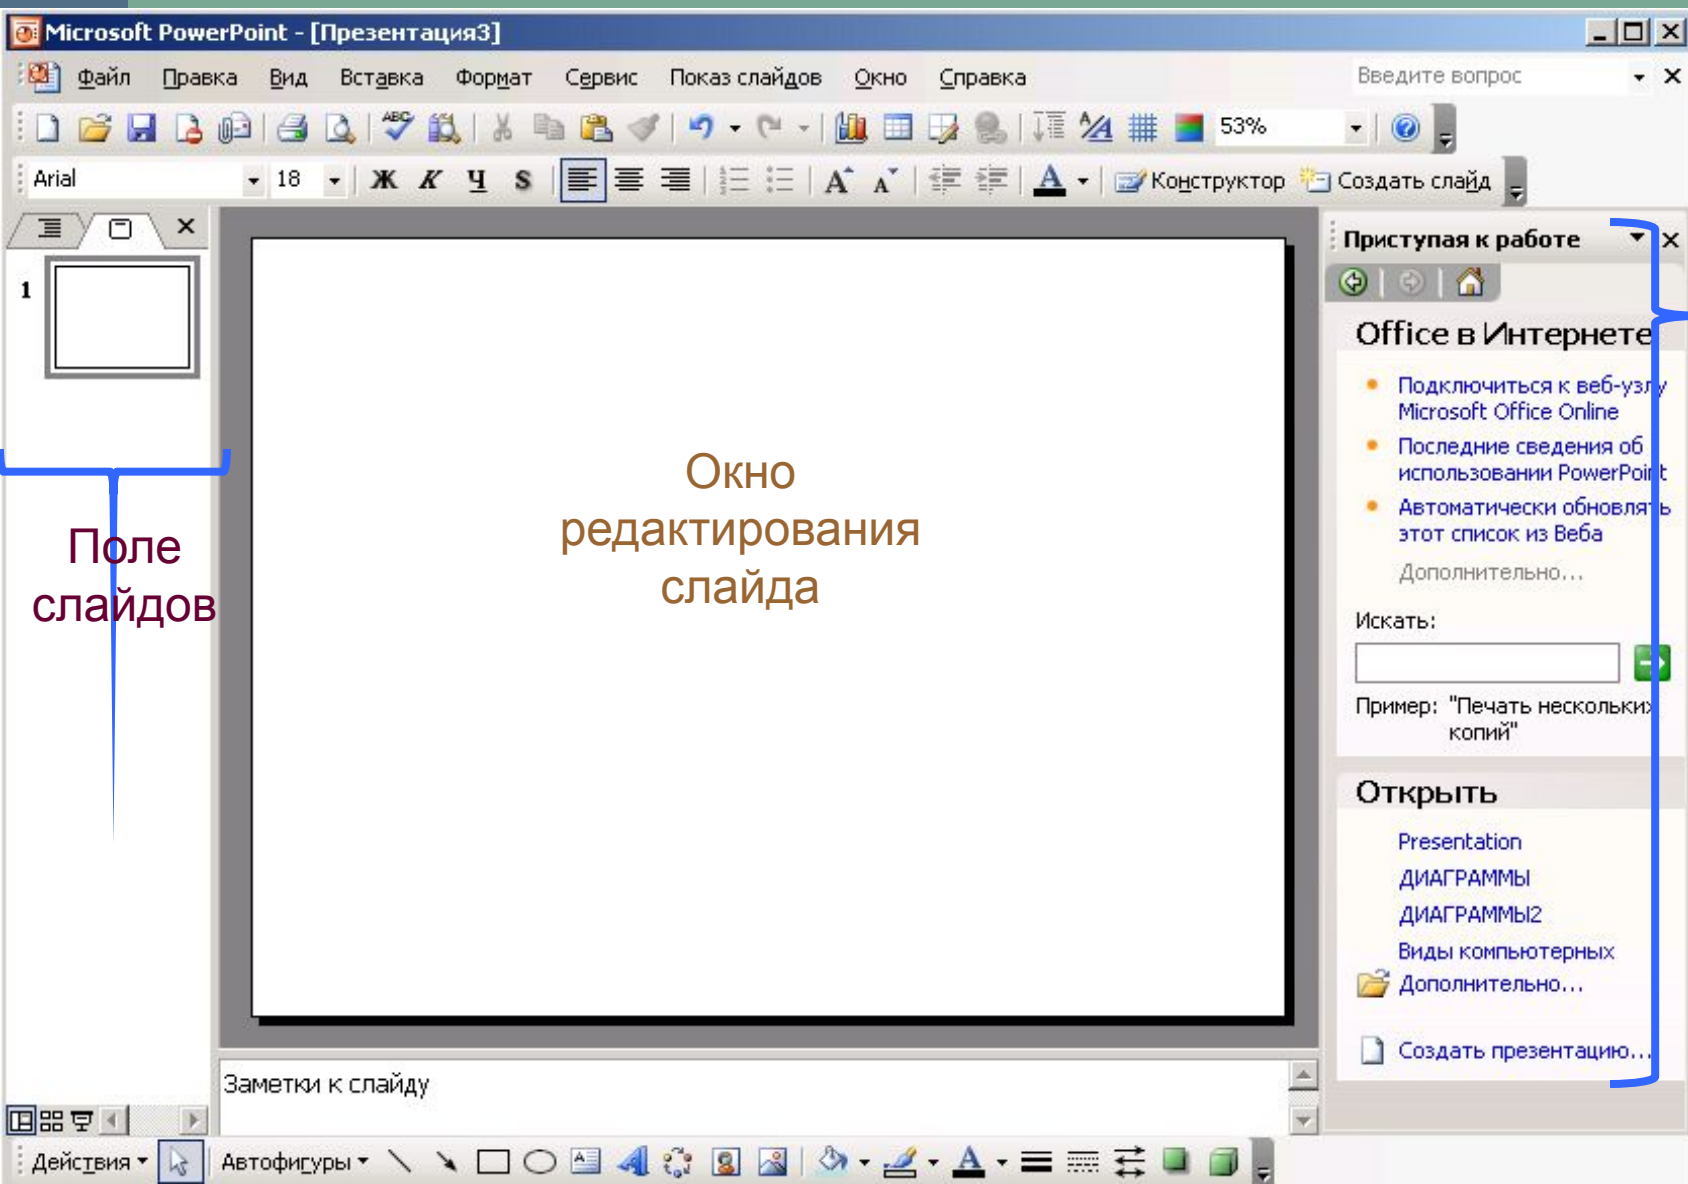 Microsoft PowerPoint - [Презентация3]
Файл Правка Вид Вставка Формат Сервис Показ слайдов Окно Справка Введите вопрос
ABC 53%
Arial 18 Ж К Ч S A A A Конструктор Создать слайд
Приступая к работе
1
Office в Интернете
Подключиться к веб-узлу
Microsoft Office Online
Последние сведения об
использовании PowerPoint
Автоматически обновлять
этот список из Веба
Дополнительно...
Искать:
Пример: "Печать нескольких
копий"
Открыть
Presentation
ДИАГРАММЫ
ДИАГРАММЫ2
Виды компьютерных
Дополнительно...
Создать презентацию...
Окно
редактирования
слайда
Поле
слайдов
Заметки к слайду
Действия Автофигуры A A